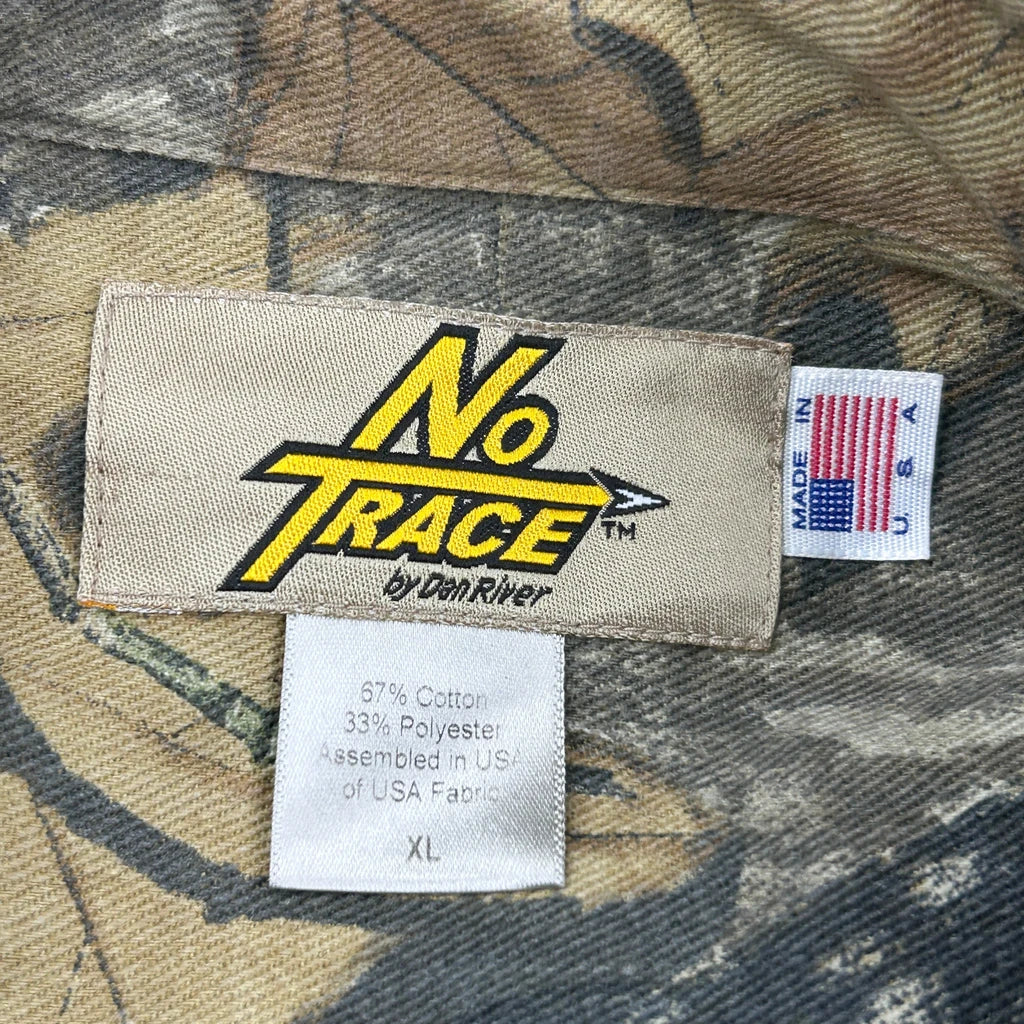 No
TRACE
TM
by Dan River
MADE IN
U S A
67% Cotton
33% Polyester
Assembled in USA
of USA Fabric
XL